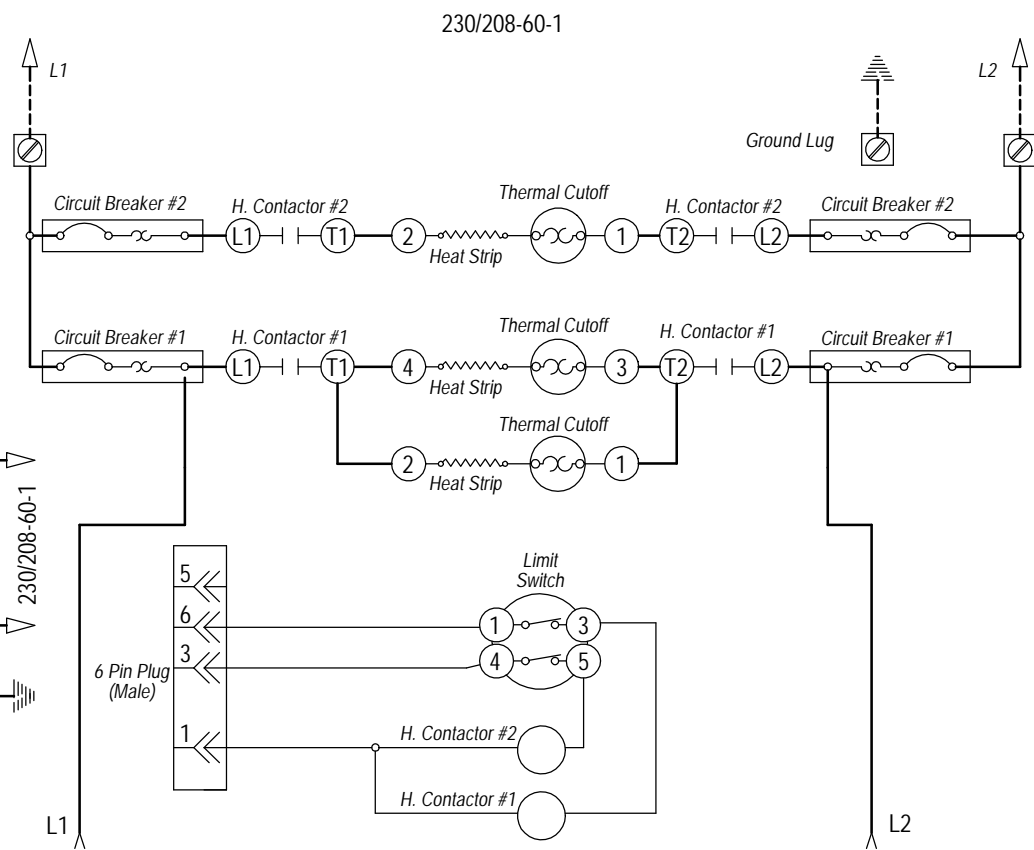 230/208-60-1
L1
L2
Ground Lug
Thermal Cutoff
Circuit Breaker #2
H. Contactor #2
H. Contactor #2
Circuit Breaker #2
L1
T1
2
1
T2
L2
Heat Strip
Thermal Cutoff
Circuit Breaker #1
H. Contactor #1
H. Contactor #1
Circuit Breaker #1
L1
T1
4
3
T2
L2
Heat Strip
Thermal Cutoff
2
1
Heat Strip
230/208-60-1
Limit
Switch
5
6
1
3
3
4
5
6 Pin Plug
(Male)
1
H. Contactor #2
H. Contactor #1
L1
L2